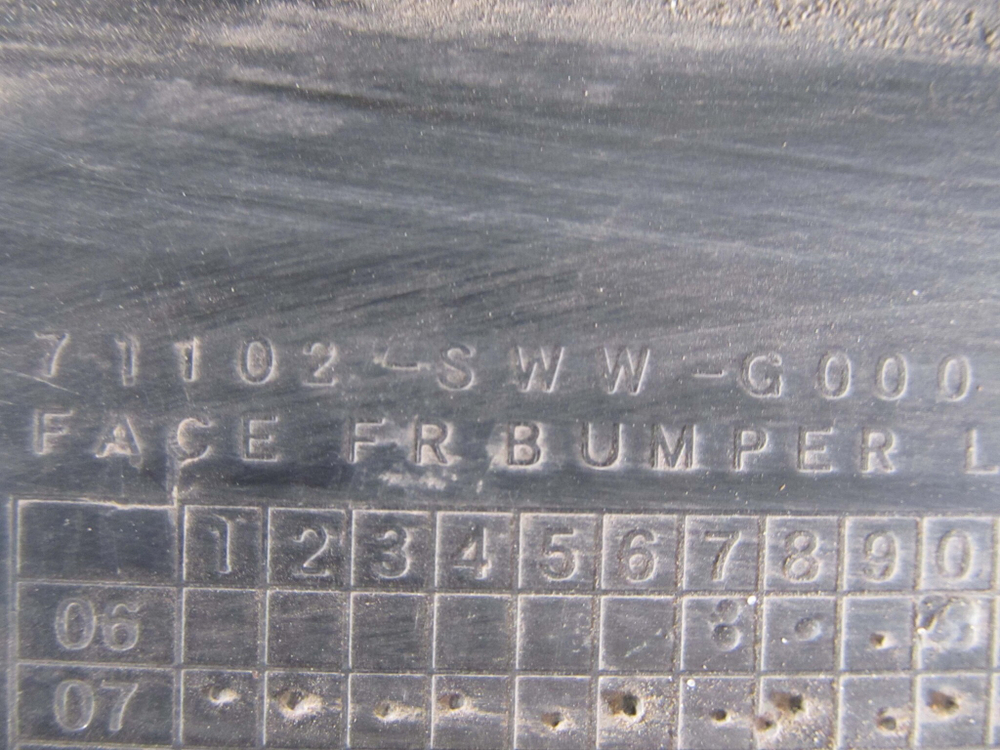 71102-SWW-G000
FACE FR BUMPER L
1 2 3 4 5 6 7 8 9 0
06
07